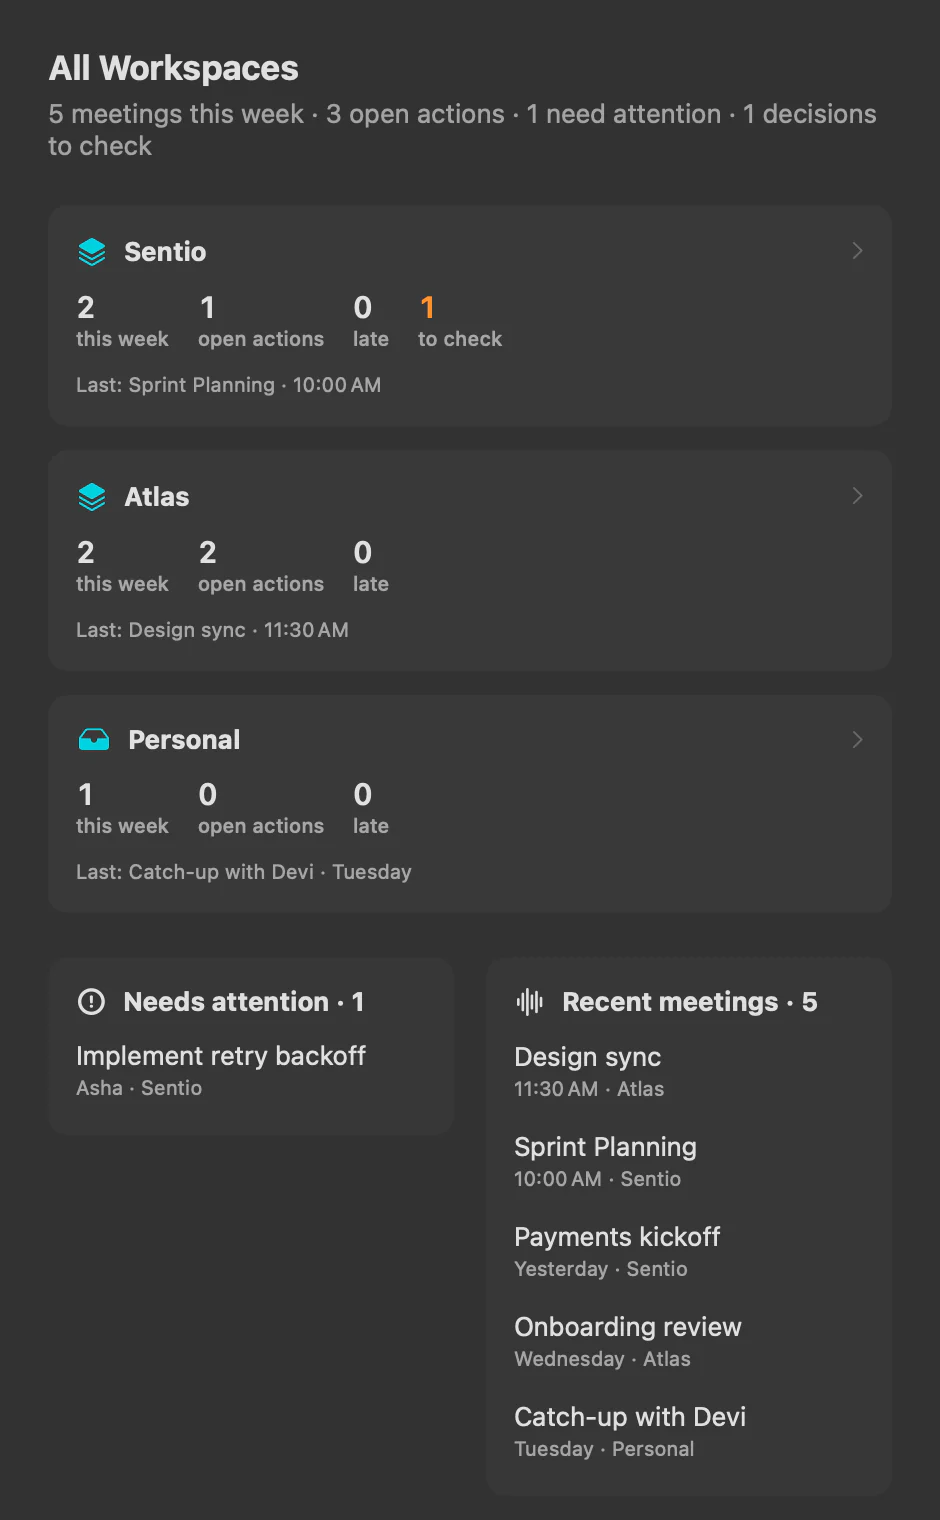 All Workspaces
5 meetings this week · 3 open actions · 1 need attention · 1 decisions
to check
Sentio
2 1 0 1
this week open actions late to check
Last: Sprint Planning · 10:00 AM
Atlas
2 2 0
this week open actions late
Last: Design sync · 11:30 AM
Personal
1 0 0
this week open actions late
Last: Catch-up with Devi · Tuesday
Needs attention · 1
Implement retry backoff
Asha · Sentio
Recent meetings · 5
Design sync
11:30 AM · Atlas
Sprint Planning
10:00 AM · Sentio
Payments kickoff
Yesterday · Sentio
Onboarding review
Wednesday · Atlas
Catch-up with Devi
Tuesday · Personal